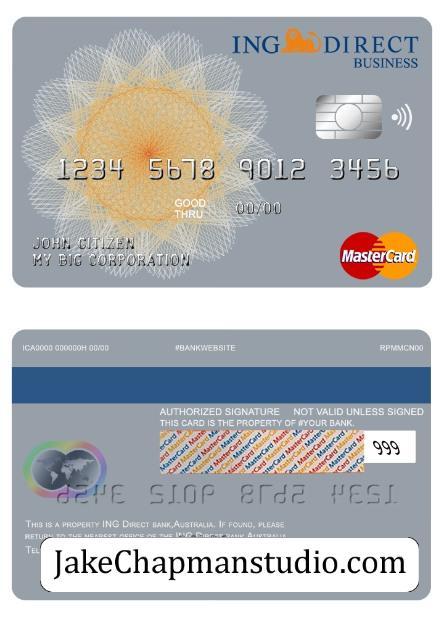 ING DIRECT
BUSINESS
1234 5678 9012 3456
GOOD
THRU 00/00
JOHN CITIZEN
MY BIG CORPORATION
MasterCard
ICA0000 000000H 00/00 #BANKWEBSITE RPMMCN00
AUTHORIZED SIGNATURE NOT VALID UNLESS SIGNED
THIS CARD IS THE PROPERTY OF #YOUR BANK.
MasterCard MasterCard MasterCard
999
THIS IS A PROPERTY ING DIRECT BANK,AUSTRALIA. IF FOUND, PLEASE
RETURN TO THE NEAREST OFFICE OF THE ING DIRECT BANK AUSTRALIA
JakeChapmanstudio.com